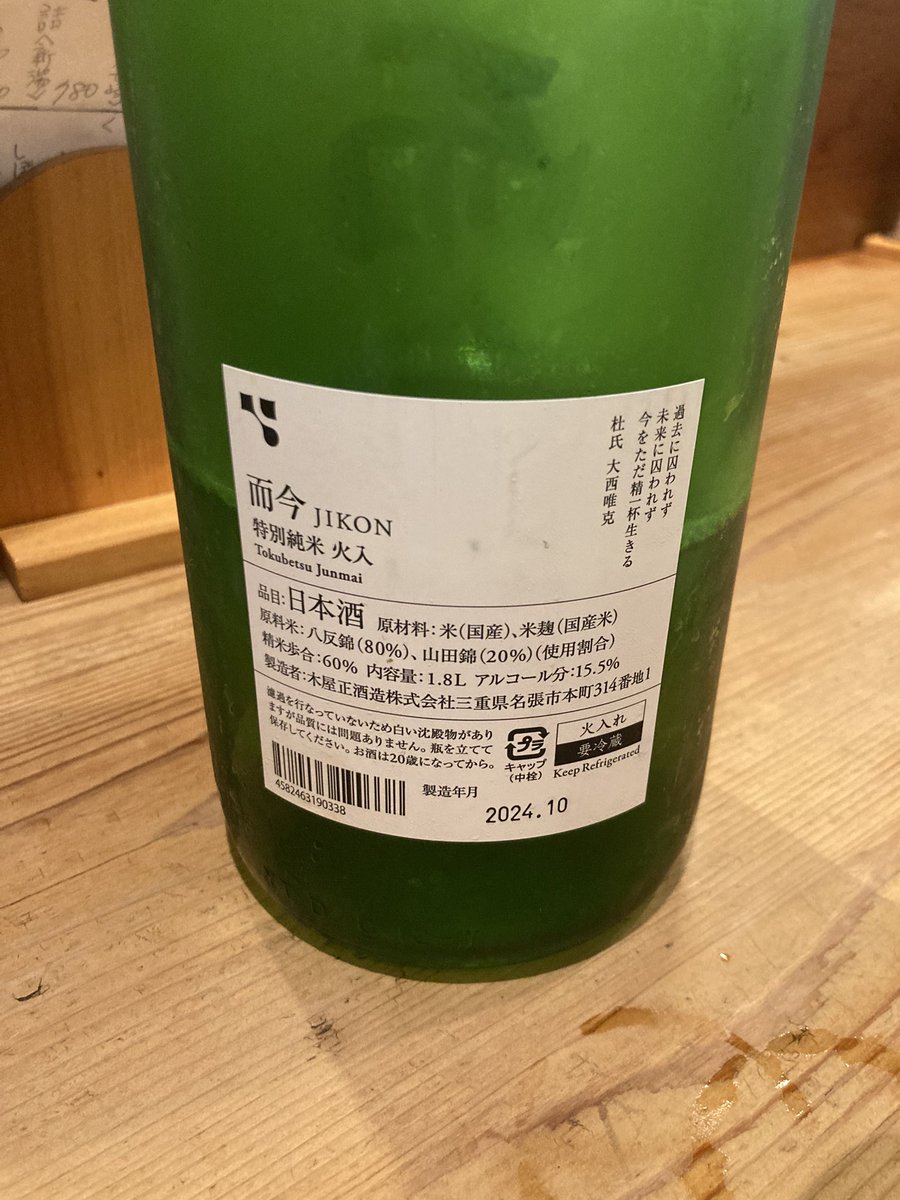 過去に囚われず
未来に囚われず
今をただ精一杯生きる
杜氏 大西唯克
而今 JIKON
特別純米 火入
Tokubetsu Junmai
品目:日本酒 原材料:米(国産)、米麹(国産米)
原料米:八反錦(80%)、山田錦(20%)(使用割合)
精米歩合:60% 内容量:1.8L アルコール分:15.5%
製造者:木屋正酒造株式会社三重県名張市本町314番地1
濾過を行なっていないため白い沈殿物があり
ますが品質には問題ありません。瓶を立てて
保存してください。お酒は20歳になってから。
プラ
キャップ
(中栓)
火入れ
要冷蔵
Keep Refrigerated
4582463190338
製造年月
2024.10
980